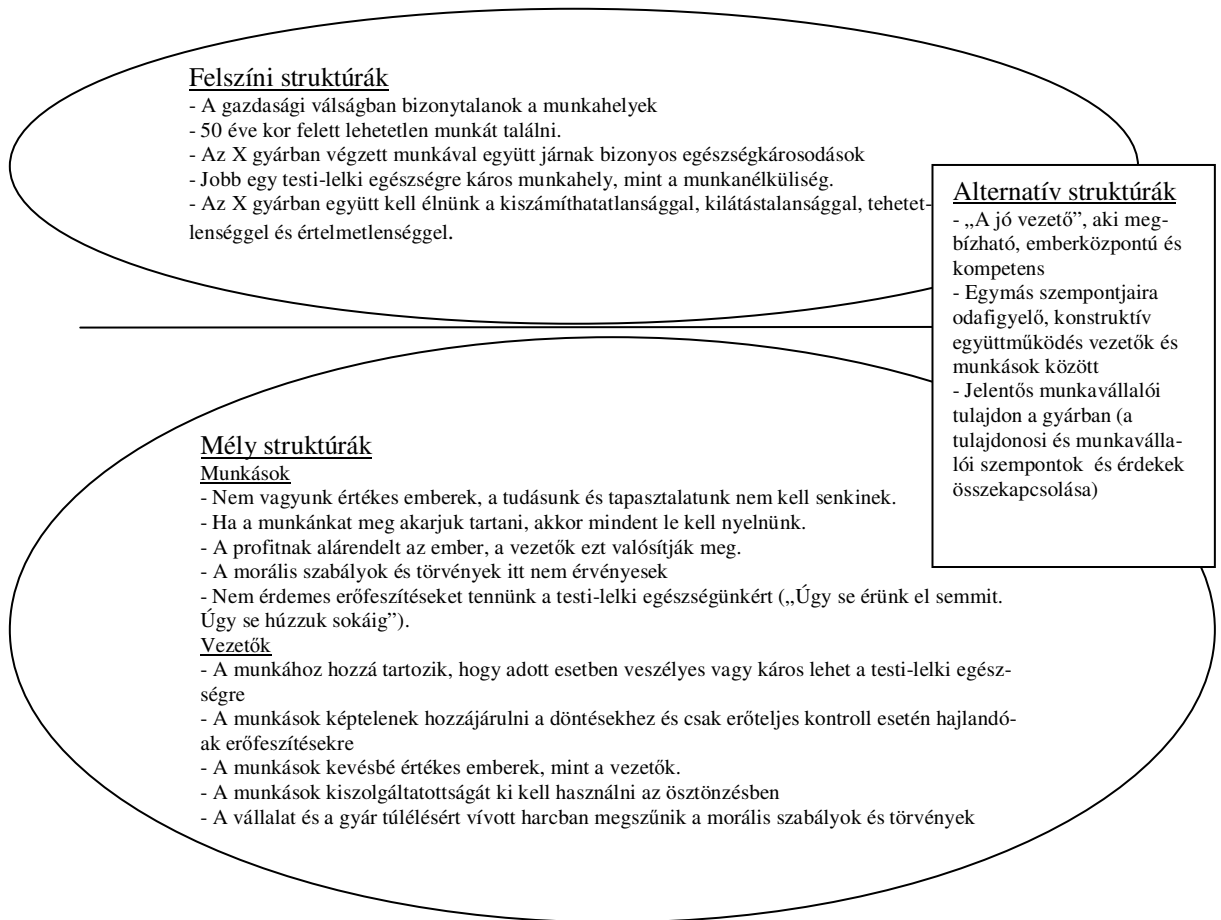 Felszíni struktúrák
- A gazdasági válságban bizonytalanok a munkahelyek
- 50 éve kor felett lehetetlen munkát találni.
- Az X gyárban végzett munkával együtt járnak bizonyos egészségkárosodások
- Jobb egy testi-lelki egészségre káros munkahely, mint a munkanélküliség.
- Az X gyárban együtt kell élnünk a kiszámíthatatlansággal, kilátástalansággal, tehetet-
lenséggel és értelmetlenséggel.
Alternatív struktúrák
- „A jó vezető”, aki meg-
bízható, emberközpontú és
kompetens
- Egymás szempontjaira
odafigyelő, konstruktív
együttműködés vezetők és
munkások között
- Jelentős munkavállalói
tulajdon a gyárban (a
tulajdonosi és munkaválla-
lói szempontok és érdekek
összekapcsolása)
Mély struktúrák
Munkások
- Nem vagyunk értékes emberek, a tudásunk és tapasztalatunk nem kell senkinek.
- Ha a munkánkat meg akarjuk tartani, akkor mindent le kell nyelnünk.
- A profitnak alárendelt az ember, a vezetők ezt valósítják meg.
- A morális szabályok és törvények itt nem érvényesek
- Nem érdemes erőfeszítéseket tennünk a testi-lelki egészségünkért („Úgy se érünk el semmit.
Úgy se húzzuk sokáig”).
Vezetők
- A munkához hozzá tartozik, hogy adott esetben veszélyes vagy káros lehet a testi-lelki egész-
ségre
- A munkások képtelenek hozzájárulni a döntésekhez és csak erőteljes kontroll esetén hajlandó-
ak erőfeszítésekre
- A munkások kevésbé értékes emberek, mint a vezetők.
- A munkások kiszolgáltatottságát ki kell használni az ösztönzésben
- A vállalat és a gyár túlélésért vívott harcban megszűnik a morális szabályok és törvények